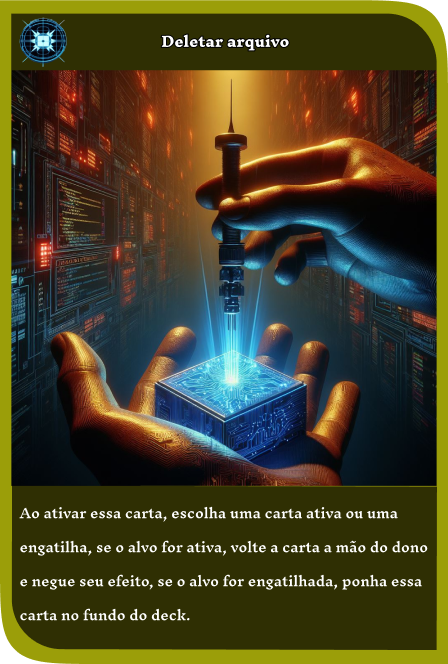 Deletar arquivo
Ao ativar essa carta, escolha uma carta ativa ou uma
engatilha, se o alvo for ativa, volte a carta a mão do dono
e negue seu efeito, se o alvo for engatilhada, ponha essa
carta no fundo do deck.